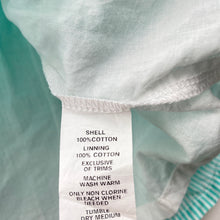 SHELL
100%COTTON
LINNING
100%COTTON
EXCLUSIVE
OF TRIMS
MACHINE
WASH WARM
ONLY NON CLORINE
BLEACH WHEN
NEEDED
TUMBLE
DRY MEDIUM